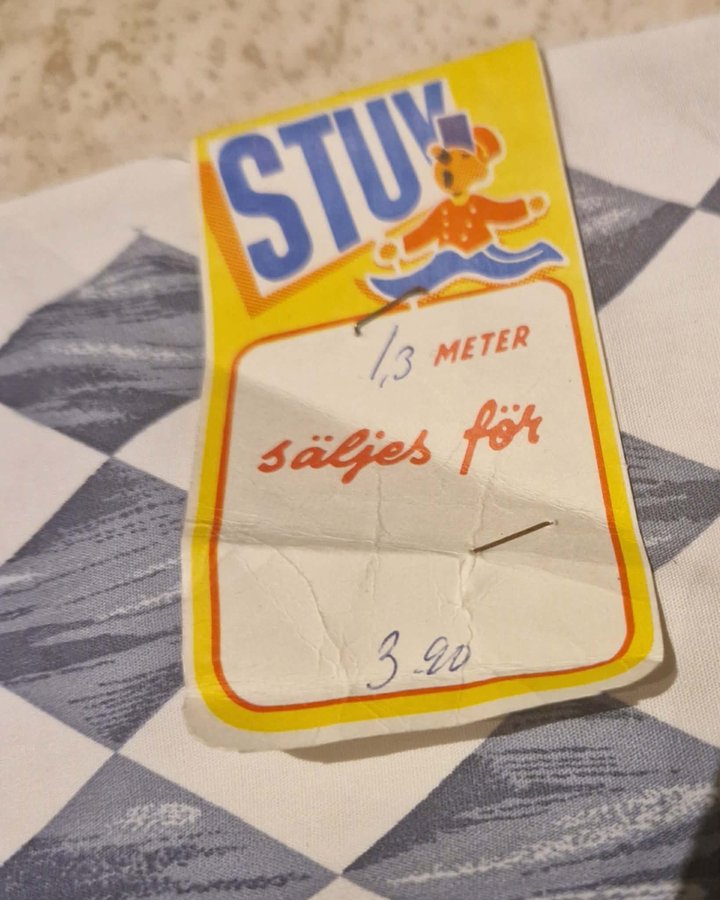 STUV
1,3 METER
säljes för
3 90